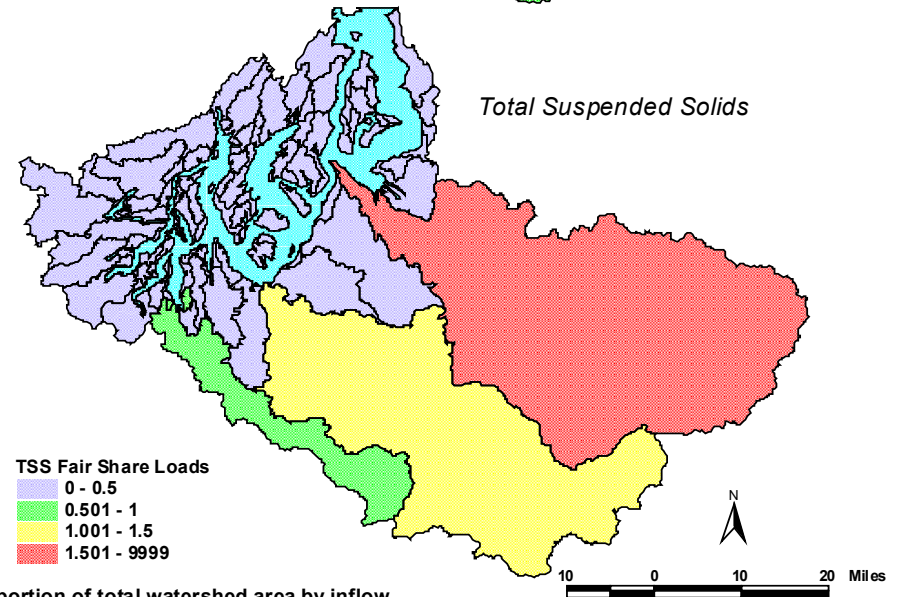 Total Suspended Solids
TSS Fair Share Loads
0 - 0.5
0.501 - 1
1.001 - 1.5
1.501 - 9999
N
10 0 10 20 Miles
portion of total watershed area by inflow